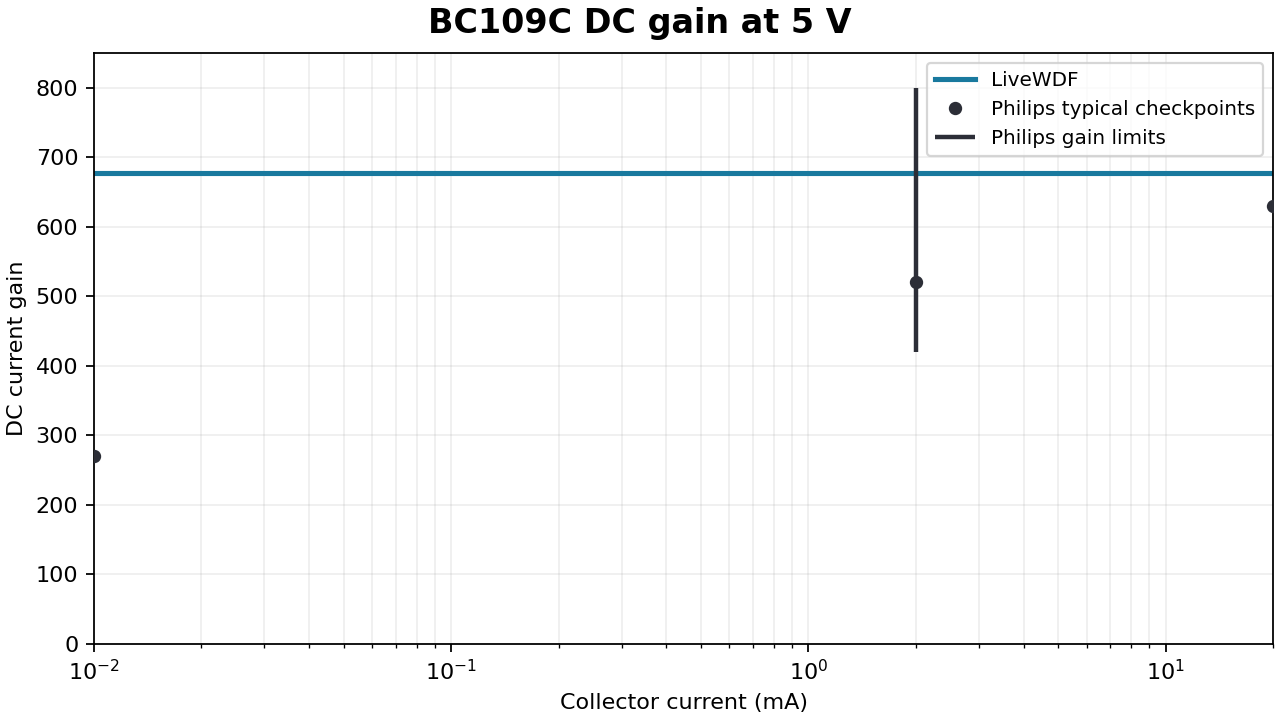 BC109C DC gain at 5 V
LiveWDF
Philips typical checkpoints
Philips gain limits
DC current gain
800
700
600
500
400
300
200
100
0
10⁻² 10⁻¹ 10⁰ 10¹
Collector current (mA)